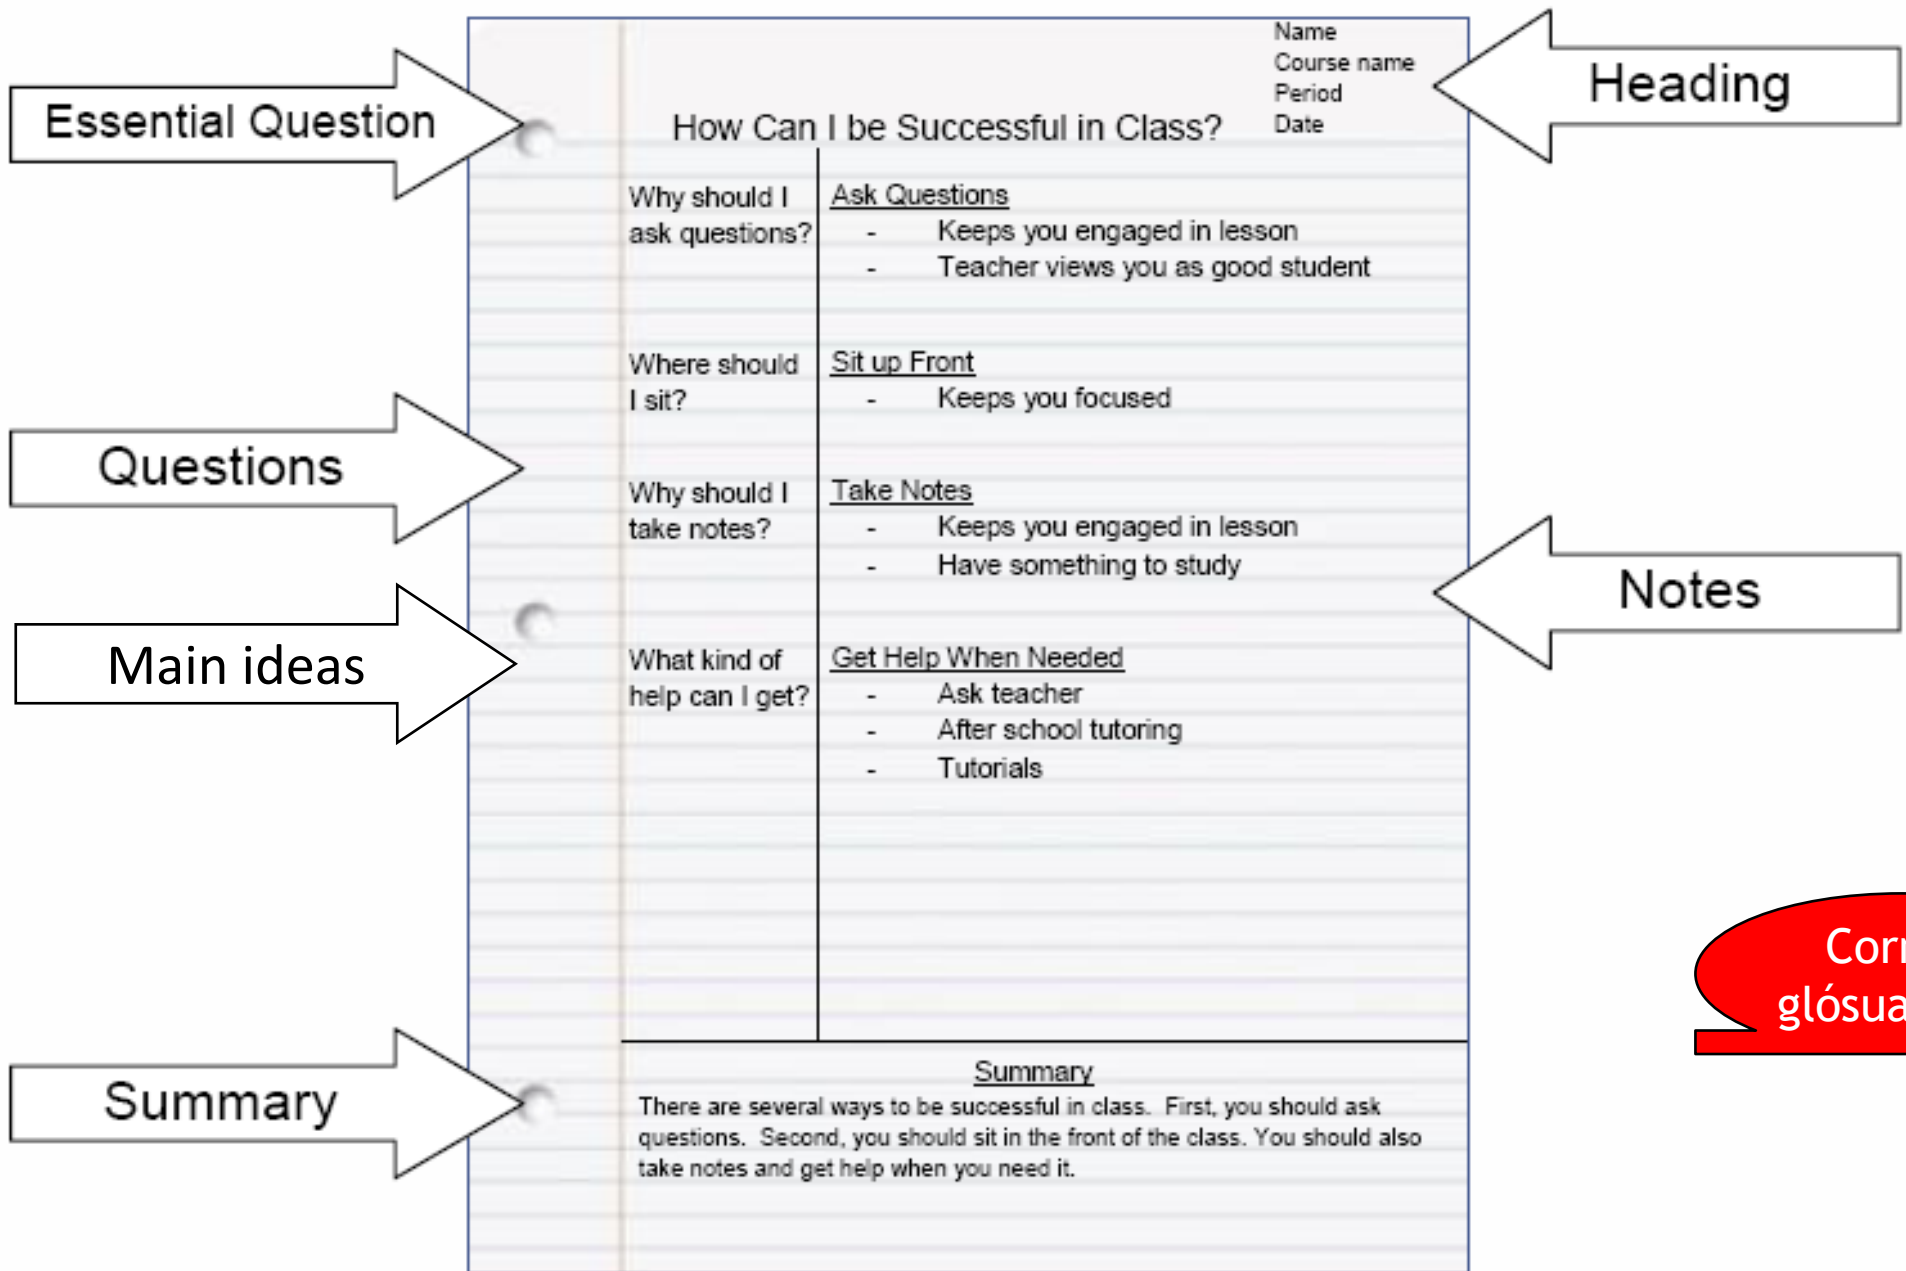 Name
Course name
Period
Date
Heading
Essential Question
How Can I be Successful in Class?
Why should I
ask questions?
Ask Questions
- Keeps you engaged in lesson
- Teacher views you as good student
Where should
I sit?
Sit up Front
- Keeps you focused
Questions
Why should I
take notes?
Take Notes
- Keeps you engaged in lesson
- Have something to study
Notes
Main ideas
What kind of
help can I get?
Get Help When Needed
- Ask teacher
- After school tutoring
- Tutorials
Summary
Summary
There are several ways to be successful in class. First, you should ask
questions. Second, you should sit in the front of the class. You should also
take notes and get help when you need it.